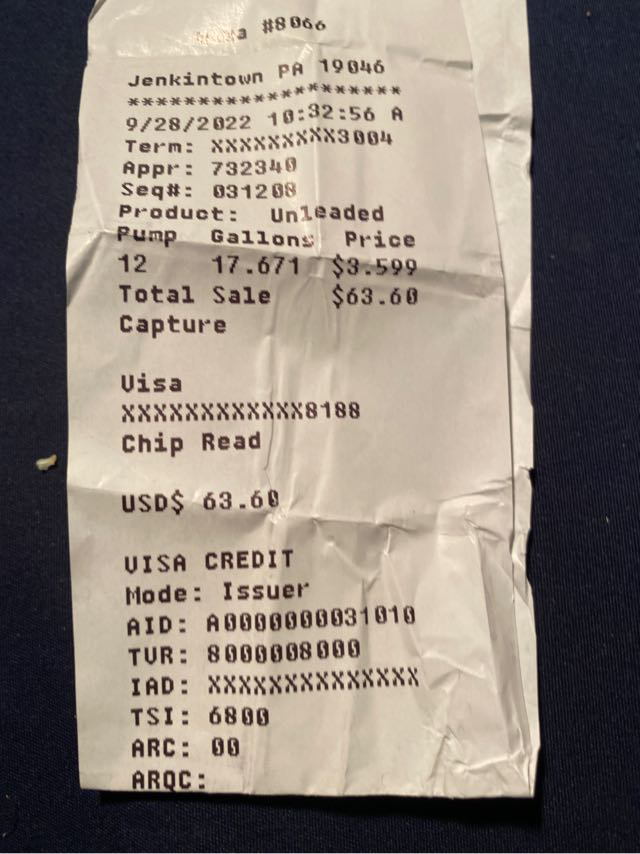 #8066
Jenkintown PA 19046
********************
9/28/2022 10:32:56 A
Term: XXXXXXXXXX3004
Appr: 732340
Seq#: 031208
Product: Unleaded
Pump Gallons Price
12 17.671 $3.599
Total Sale $63.60
Capture
Visa
XXXXXXXXXXXX8188
Chip Read
USD$ 63.60
VISA CREDIT
Mode: Issuer
AID: A0000000031010
TVR: 8000008000
IAD: XXXXXXXXXXXXXX
TSI: 6800
ARC: 00
ARQC: